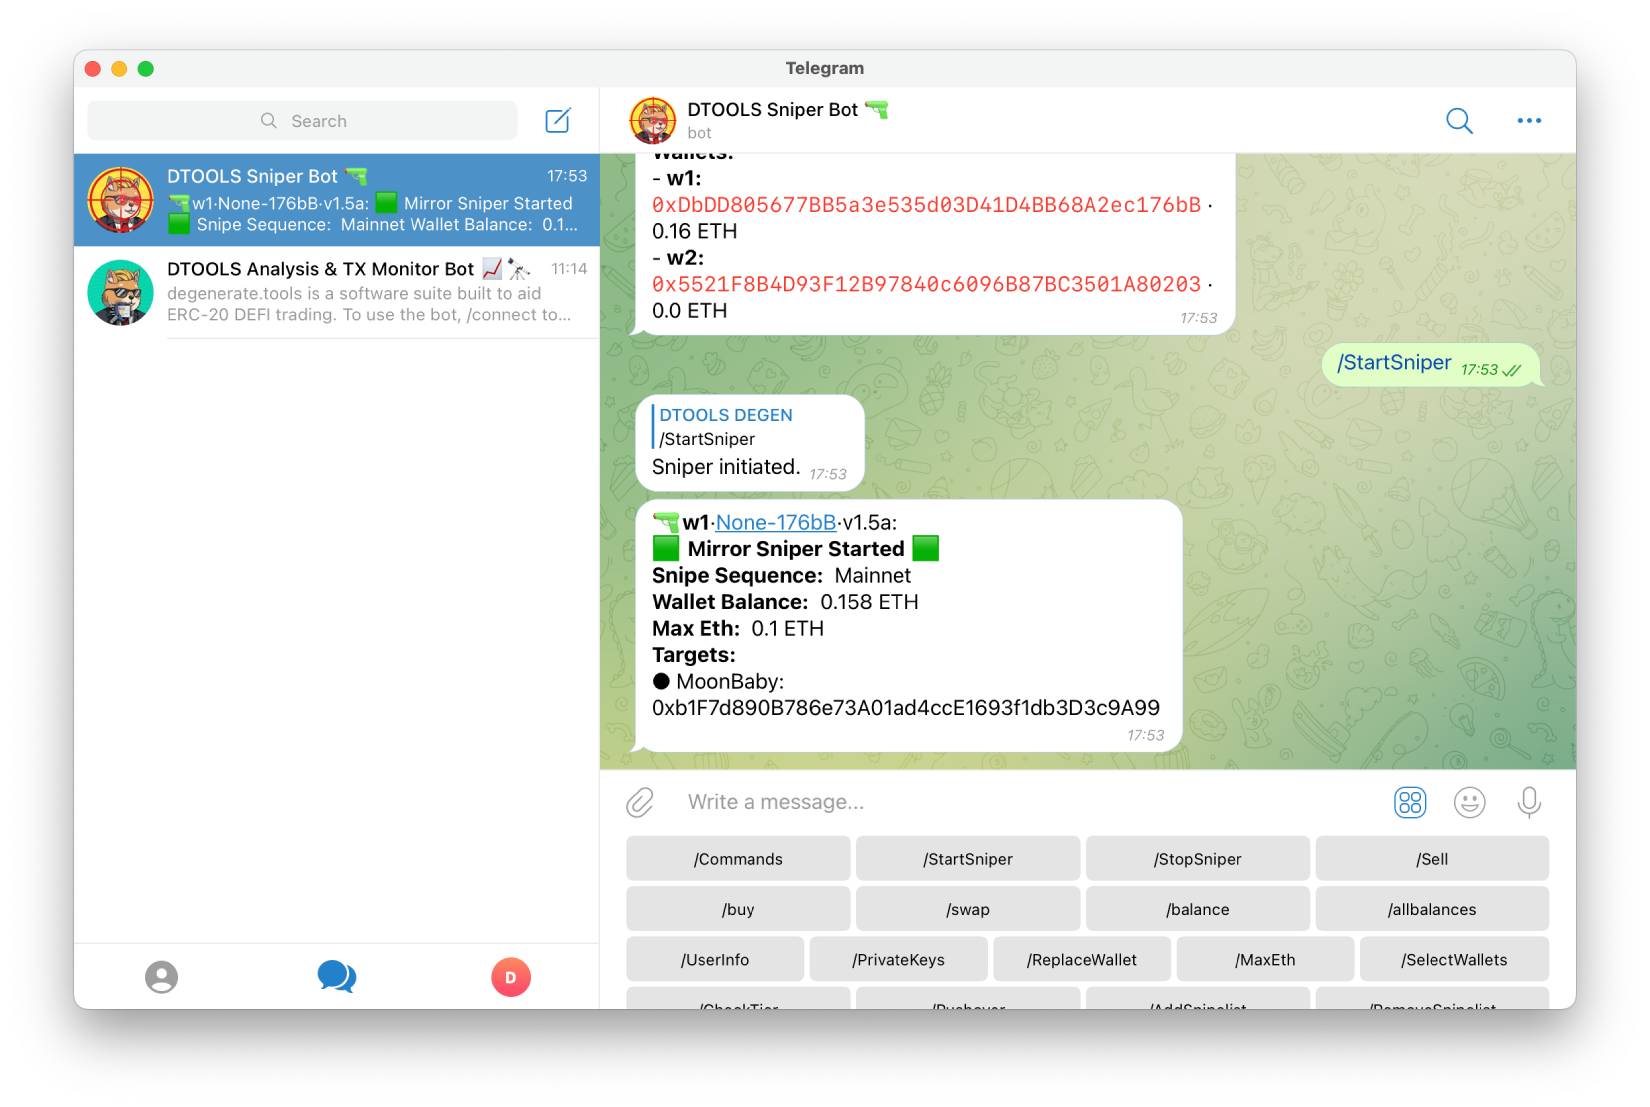 Telegram
Search
DTOOLS Sniper Bot 🔫
17:53
🔫w1·None-176bB·v1.5a: 🟩 Mirror Sniper Started
🟩 Snipe Sequence: Mainnet Wallet Balance: 0.1...
DTOOLS Analysis & TX Monitor Bot 📈🔭
11:14
degenerate.tools is a software suite built to aid
ERC-20 DEFI trading. To use the bot, /connect to...
D
DTOOLS Sniper Bot 🔫
bot
Wallets:
- w1:
0xDbDD805677BB5a3e535d03D41D4BB68A2ec176bB ·
0.16 ETH
- w2:
0x5521F8B4D93F12B97840c6096B87BC3501A80203 ·
0.0 ETH
17:53
/StartSniper 17:53
DTOOLS DEGEN
/StartSniper
Sniper initiated. 17:53
🔫w1·None-176bB·v1.5a:
🟩 Mirror Sniper Started 🟩
Snipe Sequence: Mainnet
Wallet Balance: 0.158 ETH
Max Eth: 0.1 ETH
Targets:
⚫ MoonBaby:
0xb1F7d890B786e73A01ad4ccE1693f1db3D3c9A99
17:53
Write a message...
/Commands /StartSniper /StopSniper /Sell
/buy /swap /balance /allbalances
/UserInfo /PrivateKeys /ReplaceWallet /MaxEth /SelectWallets
/CheckTier /Pushover /AddSnipelist /RemoveSnipelist